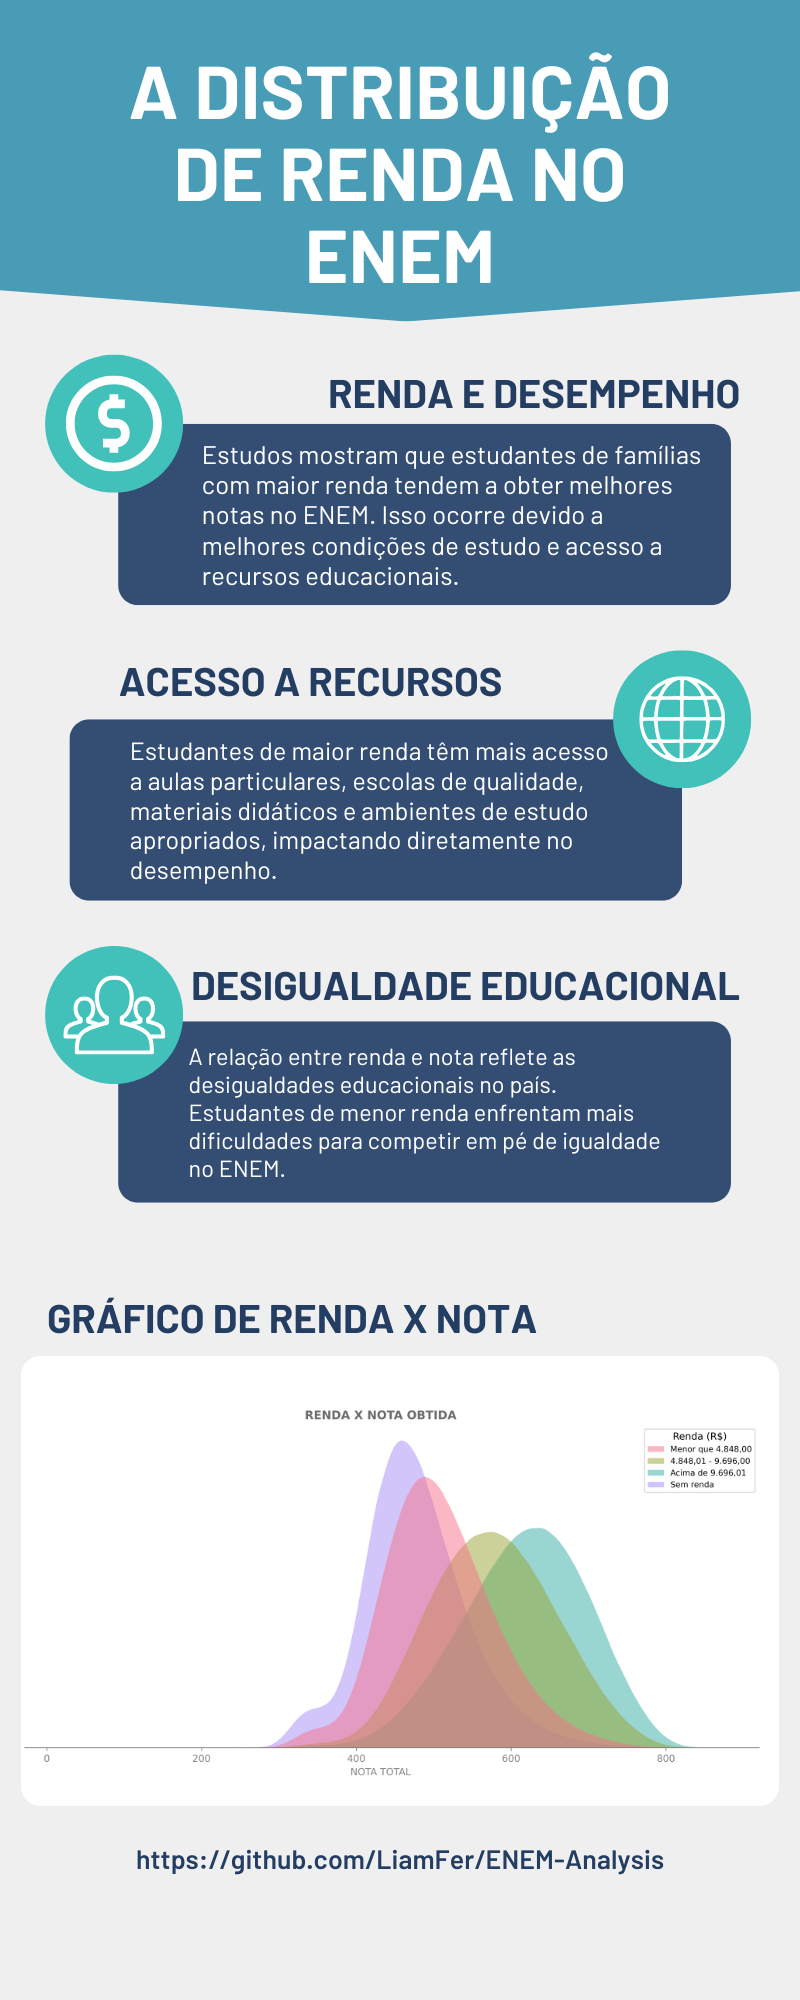 A DISTRIBUIÇÃO
DE RENDA NO
ENEM
RENDA E DESEMPENHO
Estudos mostram que estudantes de famílias
com maior renda tendem a obter melhores
notas no ENEM. Isso ocorre devido a
melhores condições de estudo e acesso a
recursos educacionais.
ACESSO A RECURSOS
Estudantes de maior renda têm mais acesso
a aulas particulares, escolas de qualidade,
materiais didáticos e ambientes de estudo
apropriados, impactando diretamente no
desempenho.
DESIGUALDADE EDUCACIONAL
A relação entre renda e nota reflete as
desigualdades educacionais no país.
Estudantes de menor renda enfrentam mais
dificuldades para competir em pé de igualdade
no ENEM.
GRÁFICO DE RENDA X NOTA
RENDA X NOTA OBTIDA
Renda (R$)
Menor que 4.848,00
4.848,01 - 9.696,00
Acima de 9.696,01
Sem renda
0 200 400 600 800
NOTA TOTAL
https://github.com/LiamFer/ENEM-Analysis